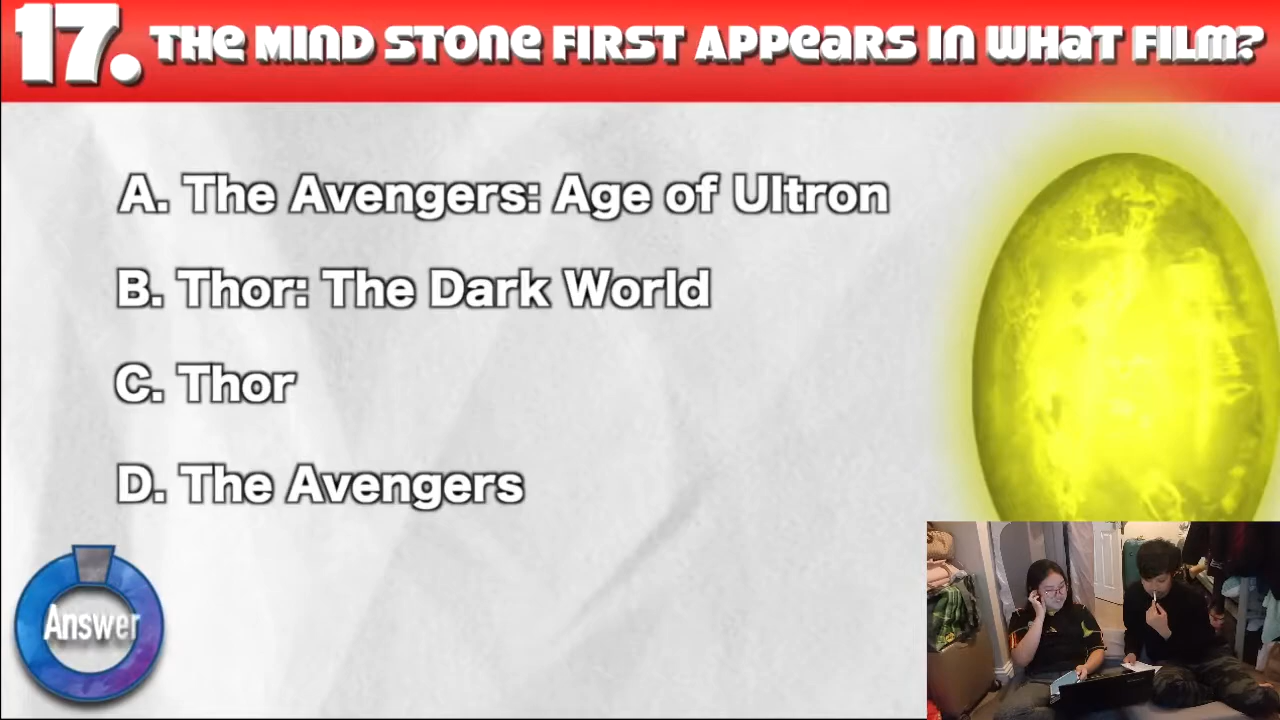 17. THE MIND STONE FIRST APPEARS IN WHAT FILM?
A. The Avengers: Age of Ultron
B. Thor: The Dark World
C. Thor
D. The Avengers
Answer